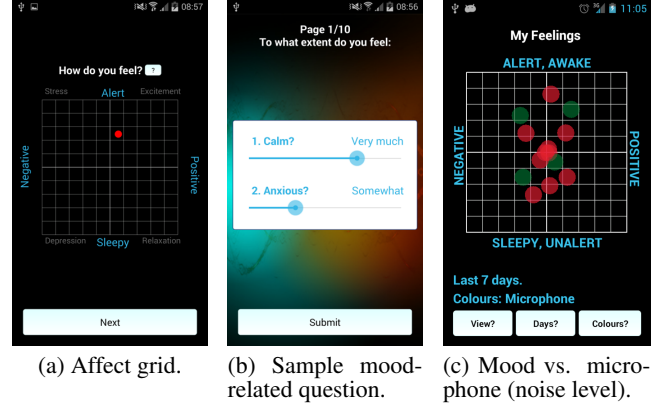 08:57
How do you feel? ?
Stress Alert Excitement
Negative
Positive
Depression Sleepy Relaxation
Next
(a) Affect grid.
08:56
Page 1/10
To what extent do you feel:
1. Calm? Very much
2. Anxious? Somewhat
Submit
(b) Sample mood-
related question.
3G 11:05
My Feelings
ALERT, AWAKE
NEGATIVE
POSITIVE
SLEEPY, UNALERT
Last 7 days.
Colours: Microphone
View? Days? Colours?
(c) Mood vs. micro-
phone (noise level).